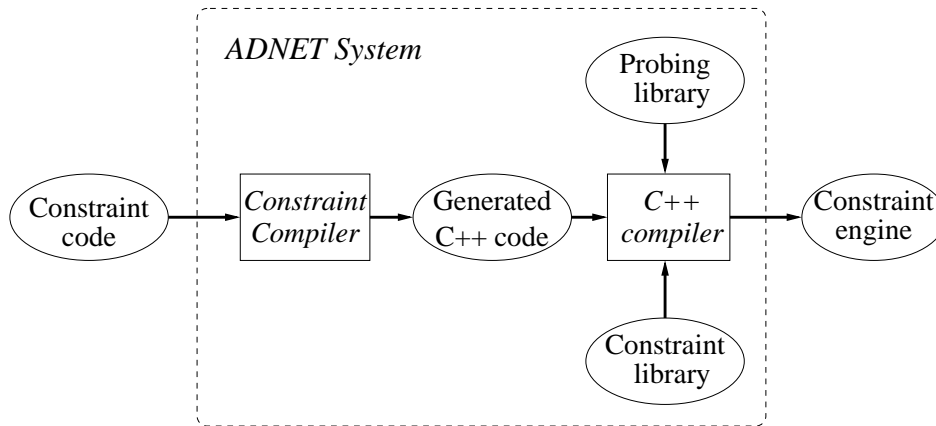 ADNET System
Probing
library
Constraint
code
Constraint
Compiler
Generated
C++ code
C++
compiler
Constraint
engine
Constraint
library